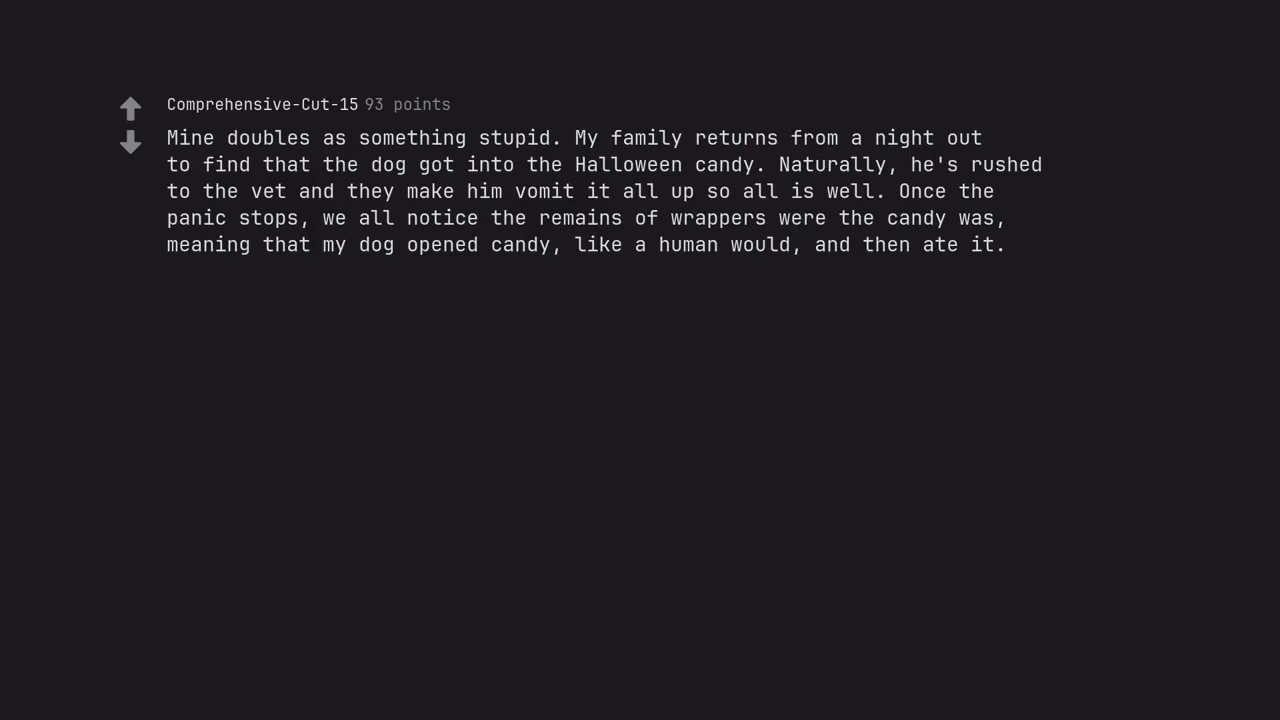 Comprehensive-Cut-15 93 points
Mine doubles as something stupid. My family returns from a night out
to find that the dog got into the Halloween candy. Naturally, he's rushed
to the vet and they make him vomit it all up so all is well. Once the
panic stops, we all notice the remains of wrappers were the candy was,
meaning that my dog opened candy, like a human would, and then ate it.